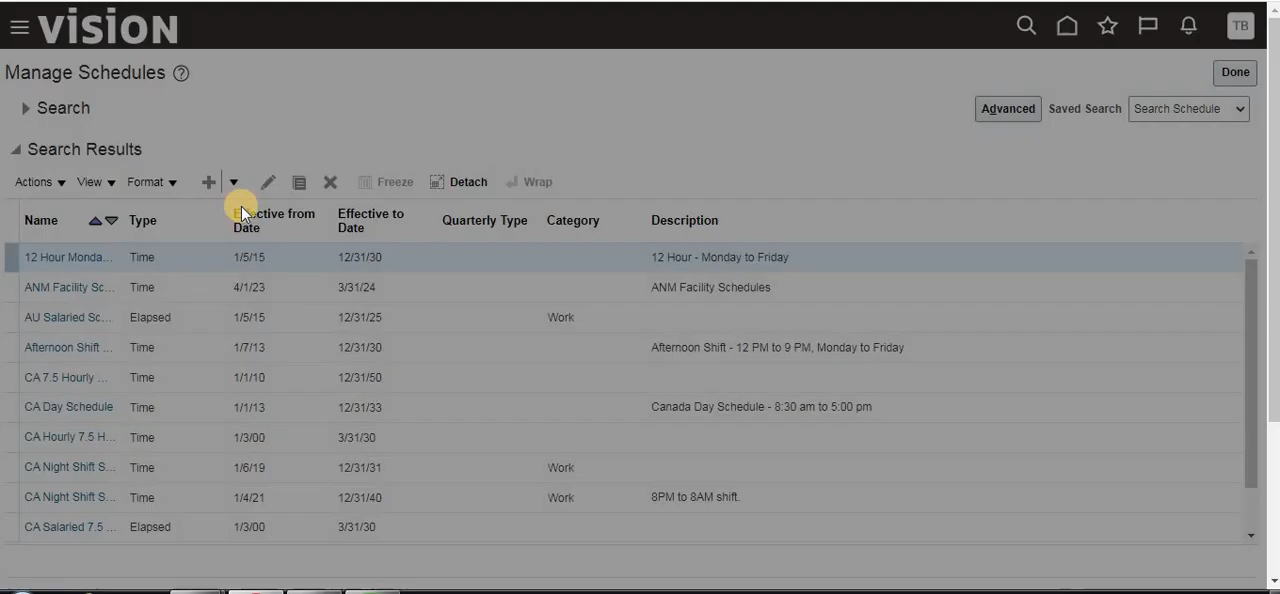 vision
TB
Manage Schedules ?
Done
Search
Advanced Saved Search Search Schedule
Search Results
Actions View Format Freeze Detach Wrap
Name Type Effective from Date Effective to Date Quarterly Type Category Description
12 Hour Monda... Time 1/5/15 12/31/30 12 Hour - Monday to Friday
ANM Facility Sc... Time 4/1/23 3/31/24 ANM Facility Schedules
AU Salaried Sc... Elapsed 1/5/15 12/31/25 Work
Afternoon Shift ... Time 1/7/13 12/31/30 Afternoon Shift - 12 PM to 9 PM, Monday to Friday
CA 7.5 Hourly ... Time 1/1/10 12/31/50
CA Day Schedule Time 1/1/13 12/31/33 Canada Day Schedule - 8:30 am to 5:00 pm
CA Hourly 7.5 H... Time 1/3/00 3/31/30
CA Night Shift S... Time 1/6/19 12/31/31 Work
CA Night Shift S... Time 1/4/21 12/31/40 Work 8PM to 8AM shift.
CA Salaried 7.5 ... Elapsed 1/3/00 3/31/30